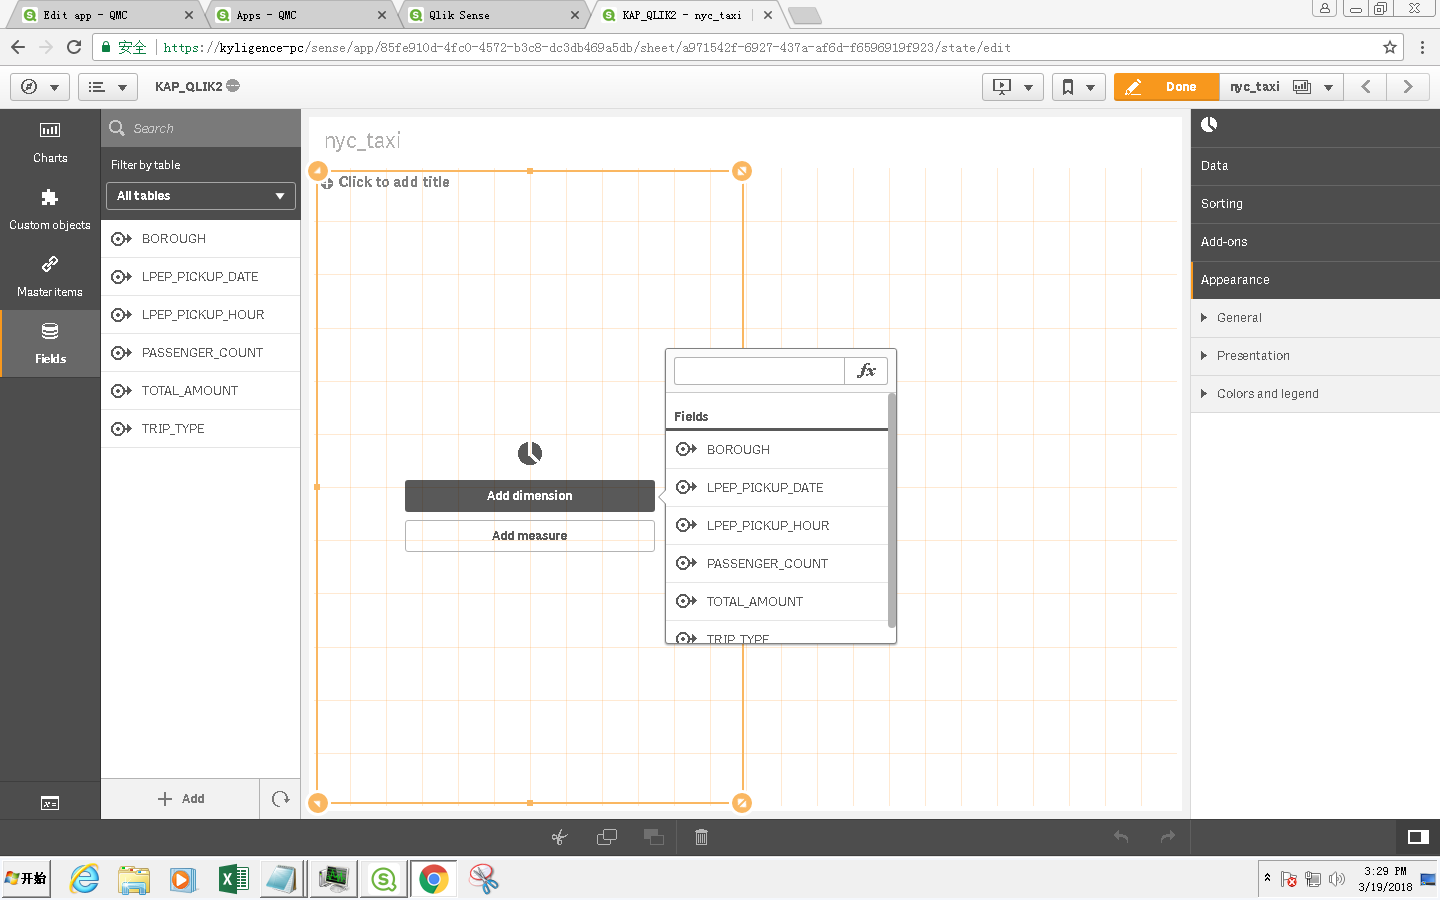 Edit app - QMC
Apps - QMC
Qlik Sense
KAP_QLIK2 - nyc_taxi
安全
https://kyligence-pc/sense/app/85fe910d-4fc0-4572-b3c8-dc3db469a5db/sheet/a971542f-6927-437a-af6d-f6596919f923/state/edit
KAP_QLIK2
Done
nyc_taxi
Charts
Custom objects
Master items
Fields
Search
Filter by table
All tables
BOROUGH
LPEP_PICKUP_DATE
LPEP_PICKUP_HOUR
PASSENGER_COUNT
TOTAL_AMOUNT
TRIP_TYPE
Add
nyc_taxi
Click to add title
Add dimension
Add measure
fx
Fields
BOROUGH
LPEP_PICKUP_DATE
LPEP_PICKUP_HOUR
PASSENGER_COUNT
TOTAL_AMOUNT
TRIP_TYPE
Data
Sorting
Add-ons
Appearance
General
Presentation
Colors and legend
开始
3:29 PM
3/19/2018